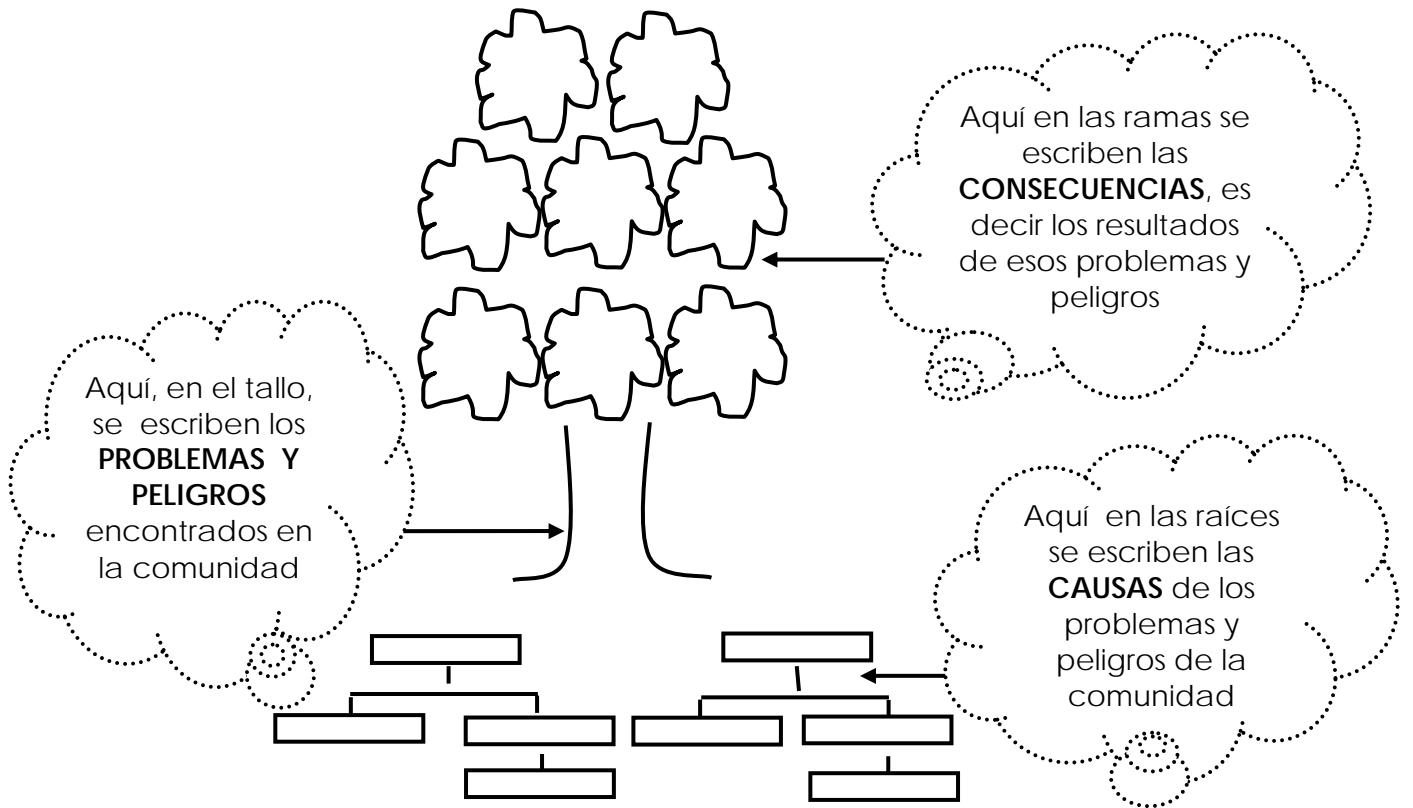 Aquí en las ramas se
escriben las
CONSECUENCIAS, es
decir los resultados
de esos problemas y
peligros
Aquí, en el tallo,
se escriben los
PROBLEMAS Y
PELIGROS
encontrados en
la comunidad
Aquí en las raíces
se escriben las
CAUSAS de los
problemas y
peligros de la
comunidad